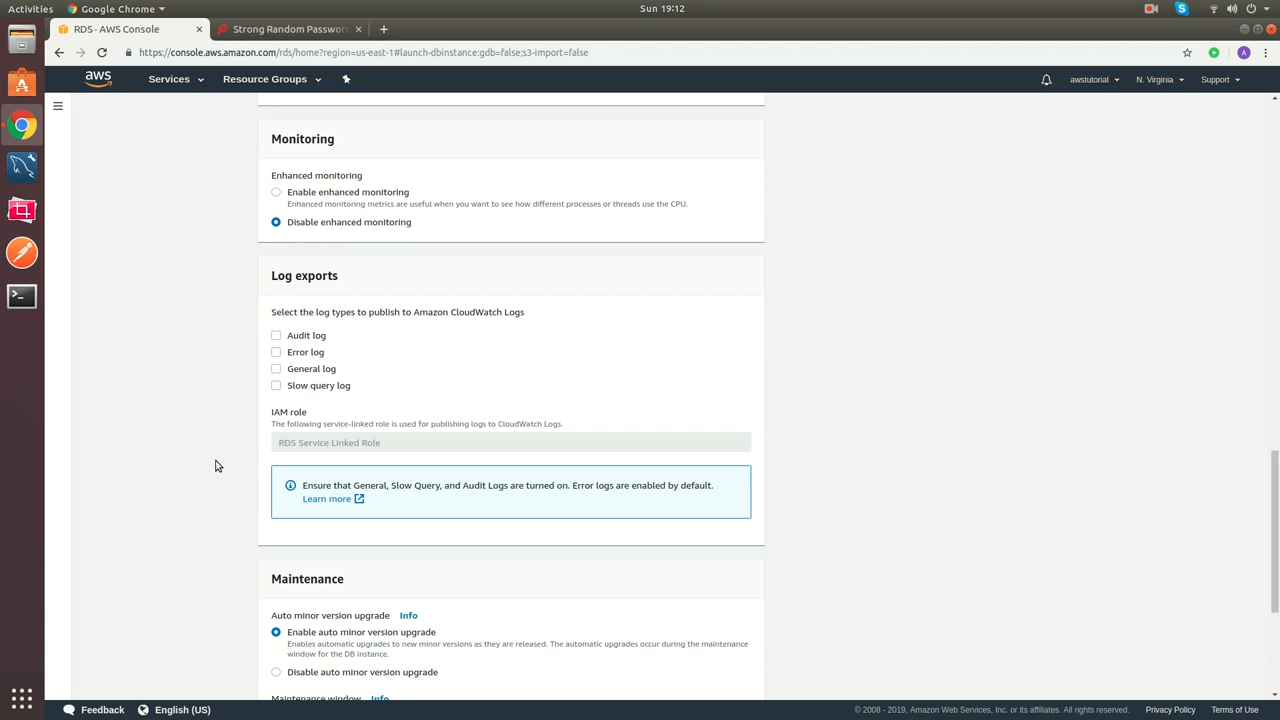 Activities
Google Chrome
Sun 19:12
RDS · AWS Console
Strong Random Password
https://console.aws.amazon.com/rds/home?region=us-east-1#launch-dbinstance:gdb=false;s3-import=false
A
aws
Services
Resource Groups
awstutorial
N. Virginia
Support
Monitoring
Enhanced monitoring
Enable enhanced monitoring
Enhanced monitoring metrics are useful when you want to see how different processes or threads use the CPU.
Disable enhanced monitoring
Log exports
Select the log types to publish to Amazon CloudWatch Logs
Audit log
Error log
General log
Slow query log
IAM role
The following service-linked role is used for publishing logs to CloudWatch Logs.
RDS Service Linked Role
Ensure that General, Slow Query, and Audit Logs are turned on. Error logs are enabled by default.
Learn more
Maintenance
Auto minor version upgrade Info
Enable auto minor version upgrade
Enables automatic upgrades to new minor versions as they are released. The automatic upgrades occur during the maintenance
window for the DB instance.
Disable auto minor version upgrade
Maintenance window Info
Feedback
English (US)
© 2008 - 2019, Amazon Web Services, Inc. or its affiliates. All rights reserved.
Privacy Policy
Terms of Use